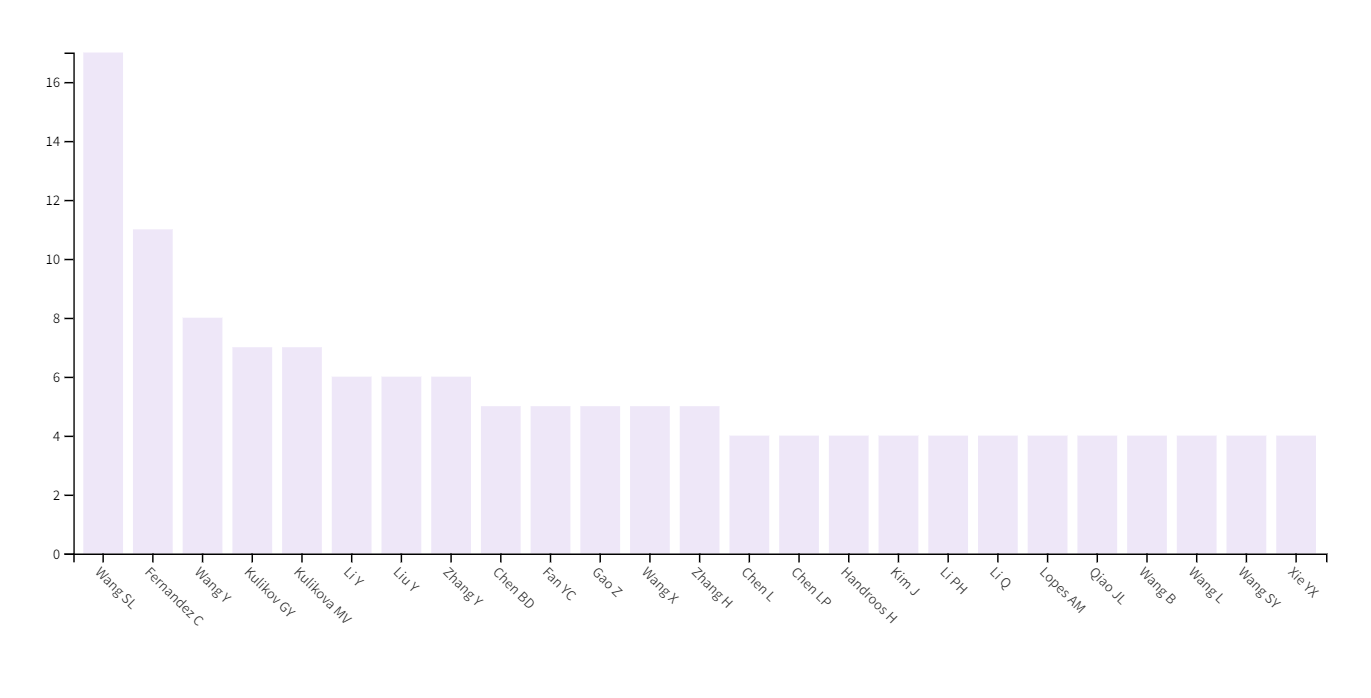 16
14
12
10
8
6
4
2
0
Wang SL
Fernandez C
Wang Y
Kulikov GY
Kulikova MV
Li Y
Liu Y
Zhang Y
Chen BD
Fan YC
Gao Z
Wang X
Zhang H
Chen L
Chen LP
Handroos H
Kim J
Li PH
Li Q
Lopes AM
Qiao JL
Wang B
Wang L
Wang SY
Xie YX